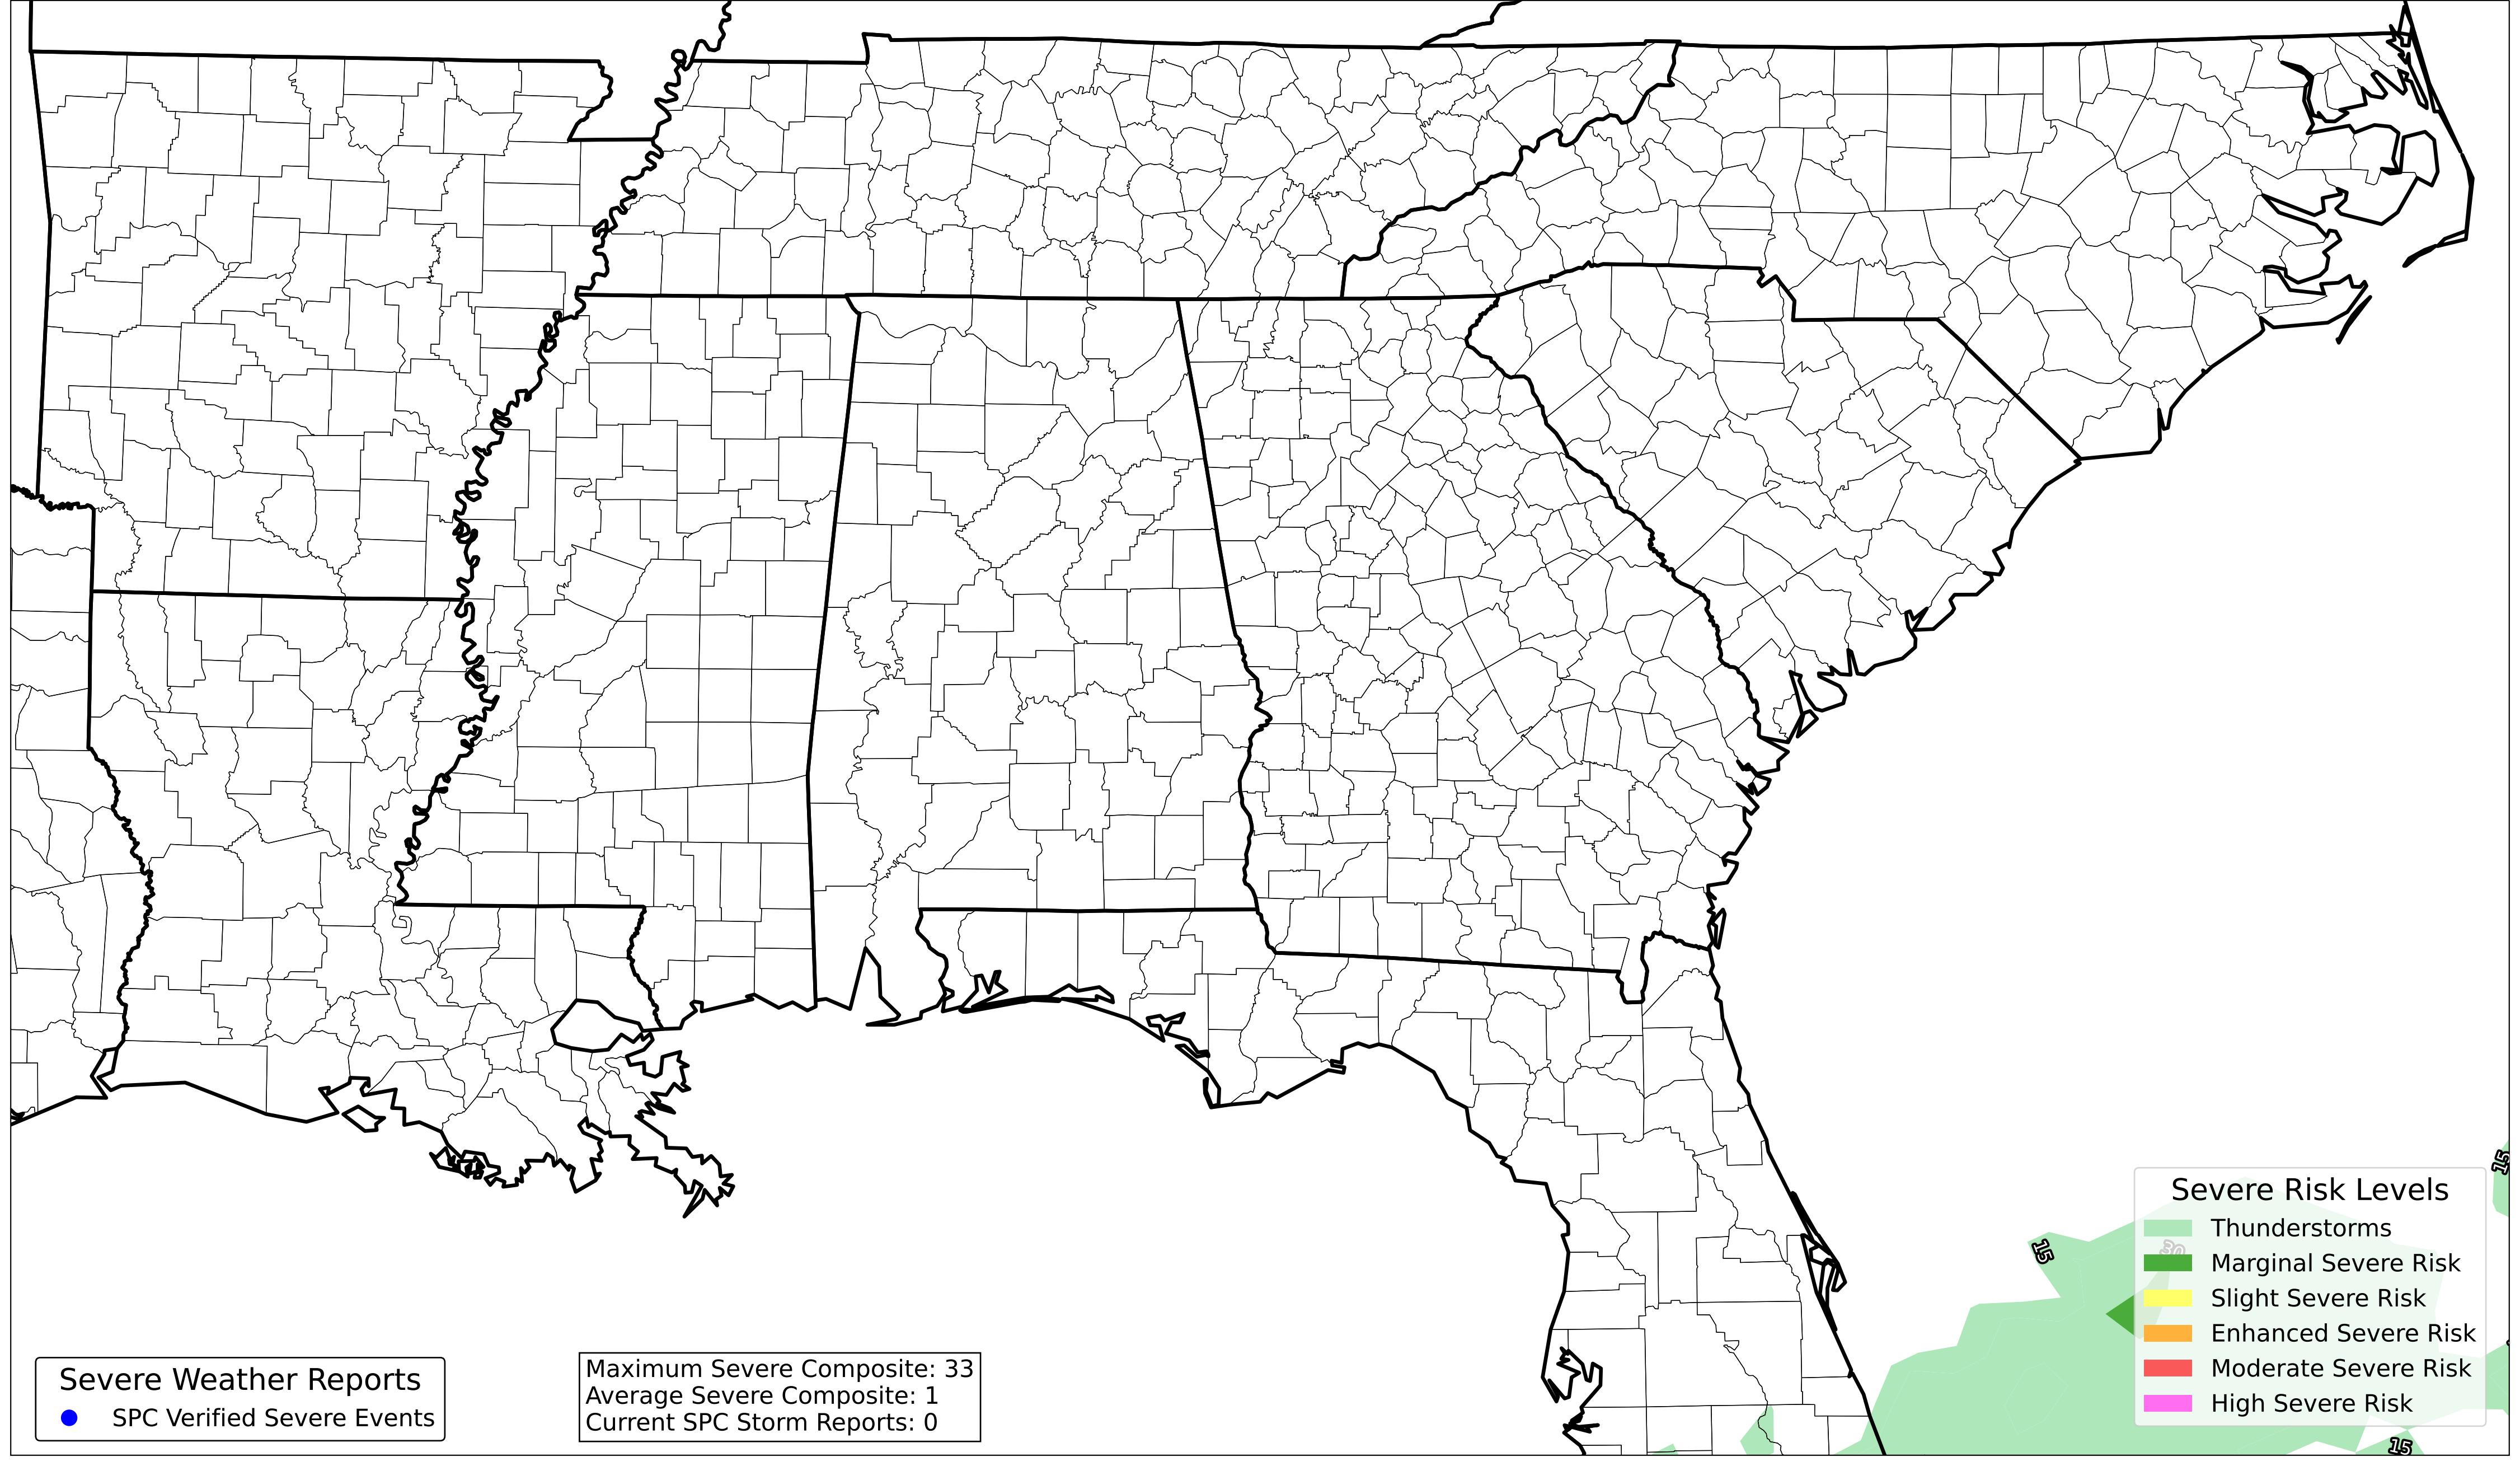 15
Severe Risk Levels
Thunderstorms
15
30
Marginal Severe Risk
Slight Severe Risk
Enhanced Severe Risk
Moderate Severe Risk
High Severe Risk
15
Severe Weather Reports
SPC Verified Severe Events
Maximum Severe Composite: 33
Average Severe Composite: 1
Current SPC Storm Reports: 0